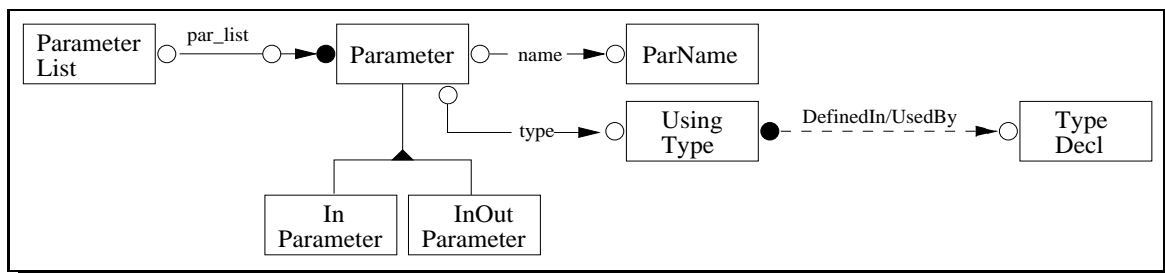 Parameter
List
par_list
Parameter
name
ParName
type
Using
Type
DefinedIn/UsedBy
Type
Decl
In
Parameter
InOut
Parameter